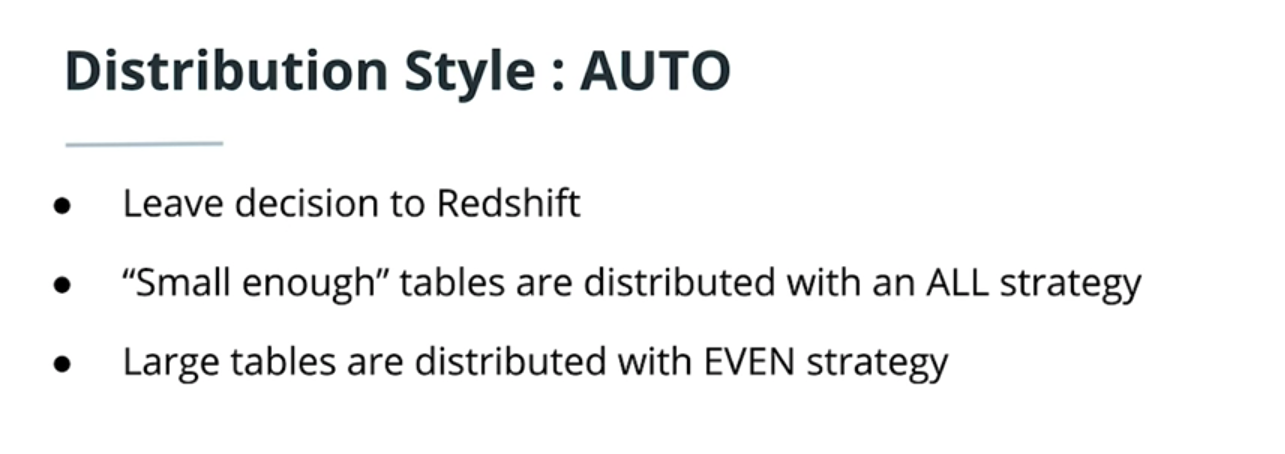 Distribution Style : AUTO
● Leave decision to Redshift
● “Small enough” tables are distributed with an ALL strategy
● Large tables are distributed with EVEN strategy